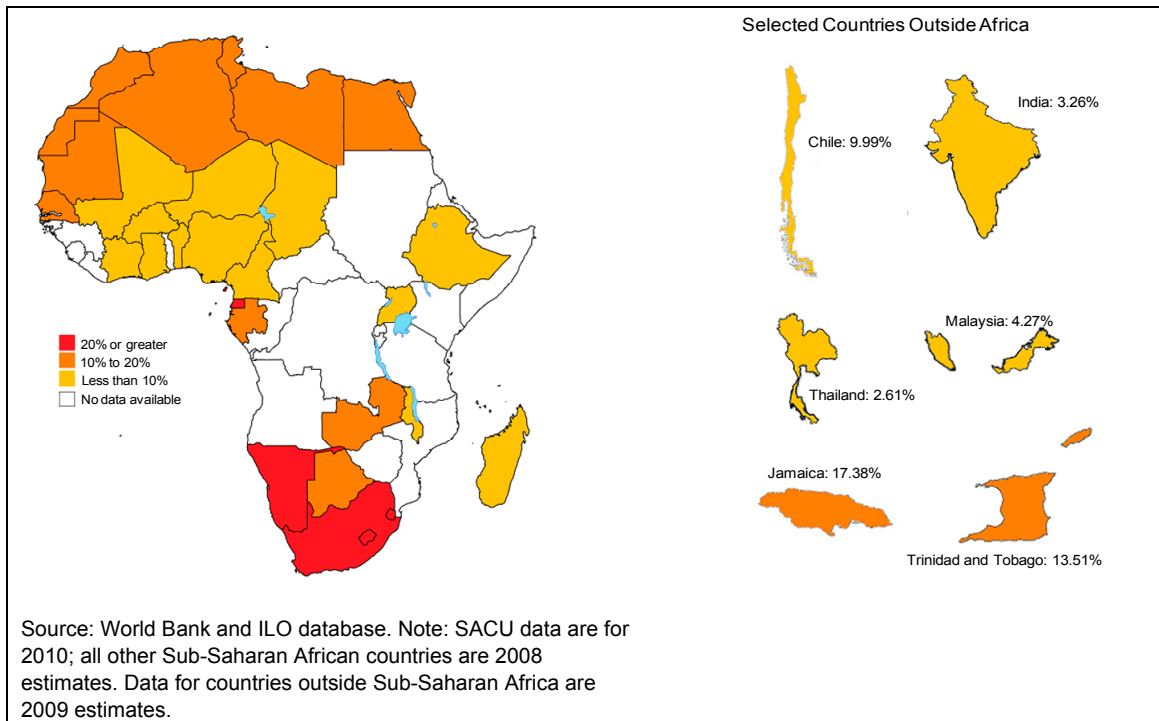 Selected Countries Outside Africa
India: 3.26%
Chile: 9.99%
Malaysia: 4.27%
Thailand: 2.61%
Jamaica: 17.38%
Trinidad and Tobago: 13.51%
20% or greater
10% to 20%
Less than 10%
No data available
Source: World Bank and ILO database. Note: SACU data are for
2010; all other Sub-Saharan African countries are 2008
estimates. Data for countries outside Sub-Saharan Africa are
2009 estimates.